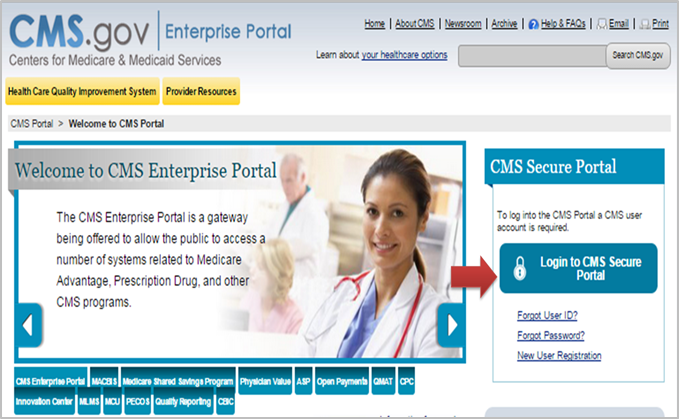 CMS.gov Enterprise Portal
Centers for Medicare & Medicaid Services
Home | About CMS | Newsroom | Archive | Help & FAQs | Email | Print
Learn about your healthcare options
Search CMS.gov
Health Care Quality Improvement System
Provider Resources
CMS Portal > Welcome to CMS Portal
Welcome to CMS Enterprise Portal
The CMS Enterprise Portal is a gateway
being offered to allow the public to access a
number of systems related to Medicare
Advantage, Prescription Drug, and other
CMS programs.
CMS Secure Portal
To log into the CMS Portal a CMS user
account is required.
Login to CMS Secure
Portal
Forgot User ID?
Forgot Password?
New User Registration
CMS Enterprise Portal MACBIS Medicare Shared Savings Program Physician Value ASP Open Payments QMAT CPC
Innovation Center MLMS MCU PECOS Quality Reporting CBIC